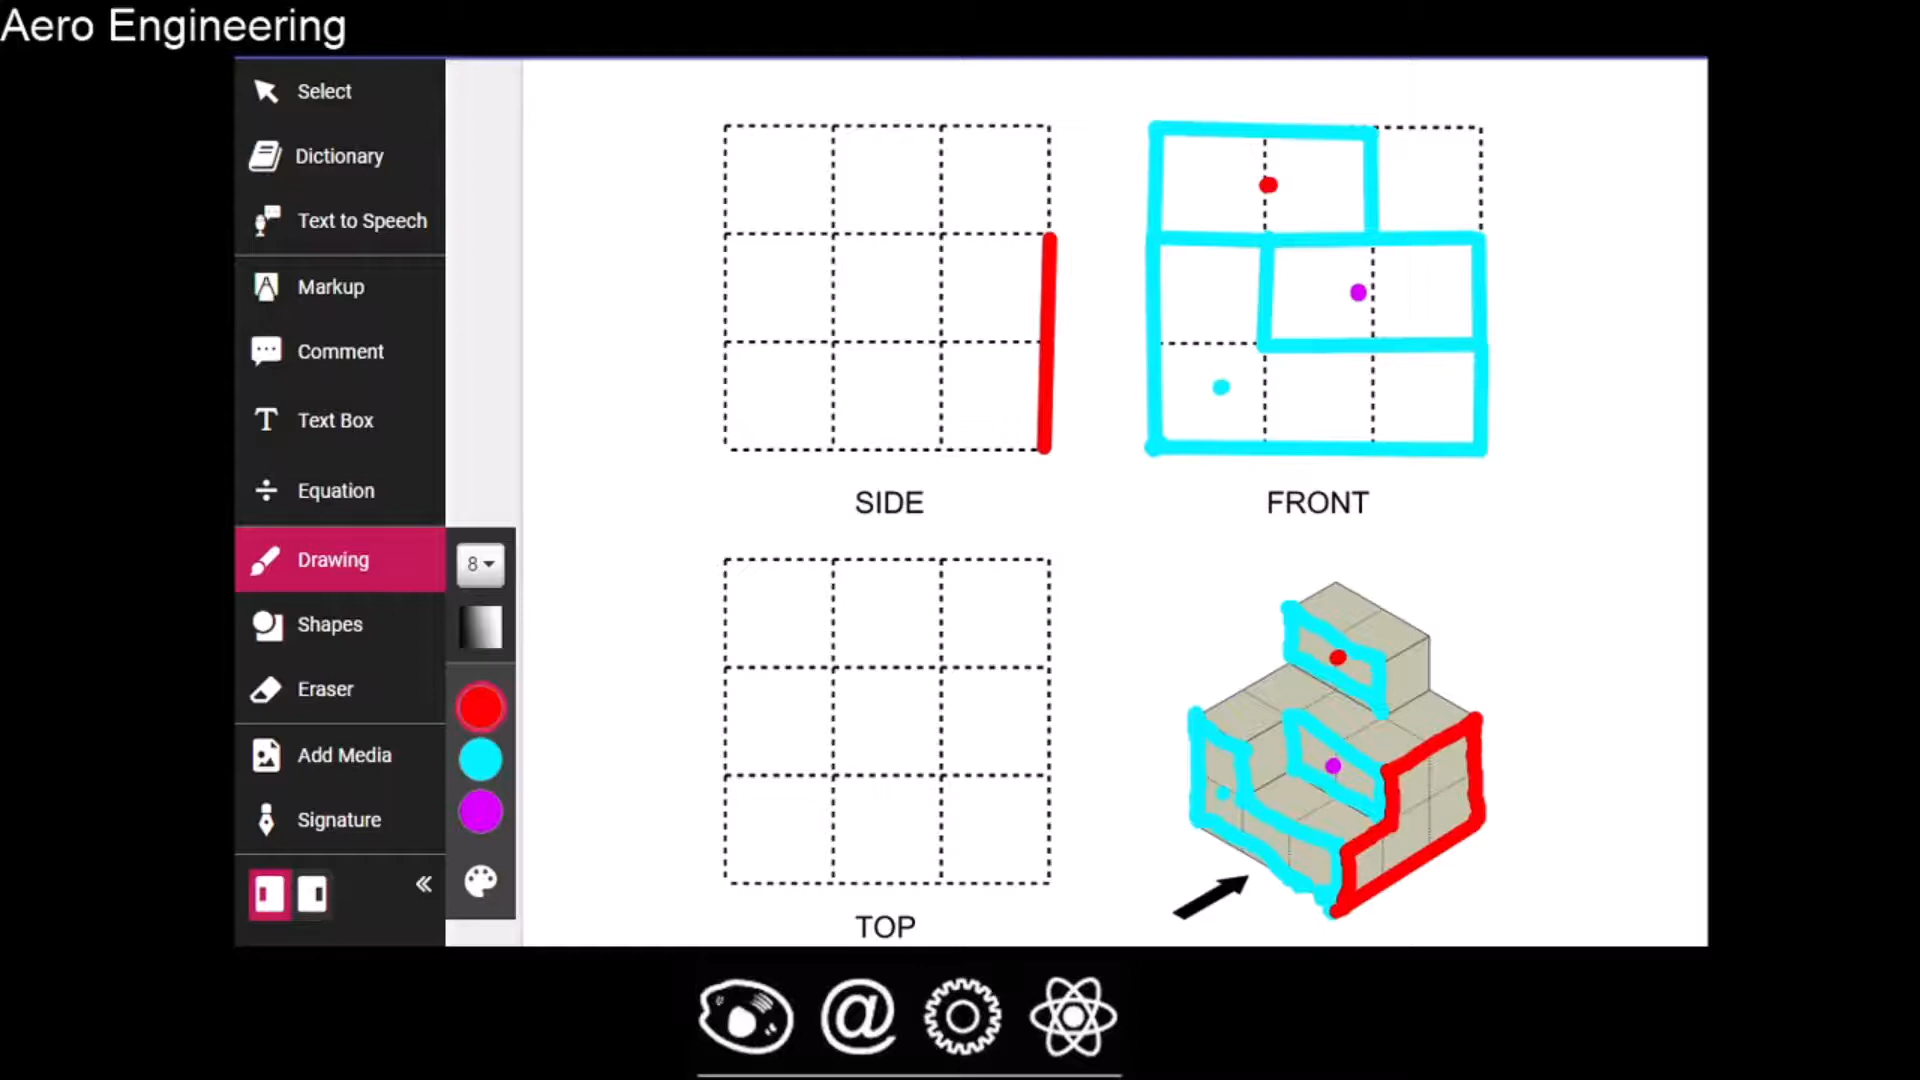 Aero Engineering
Select
Dictionary
Text to Speech
Markup
Comment
Text Box
Equation
Drawing
8
Shapes
Eraser
Add Media
Signature
SIDE
FRONT
TOP